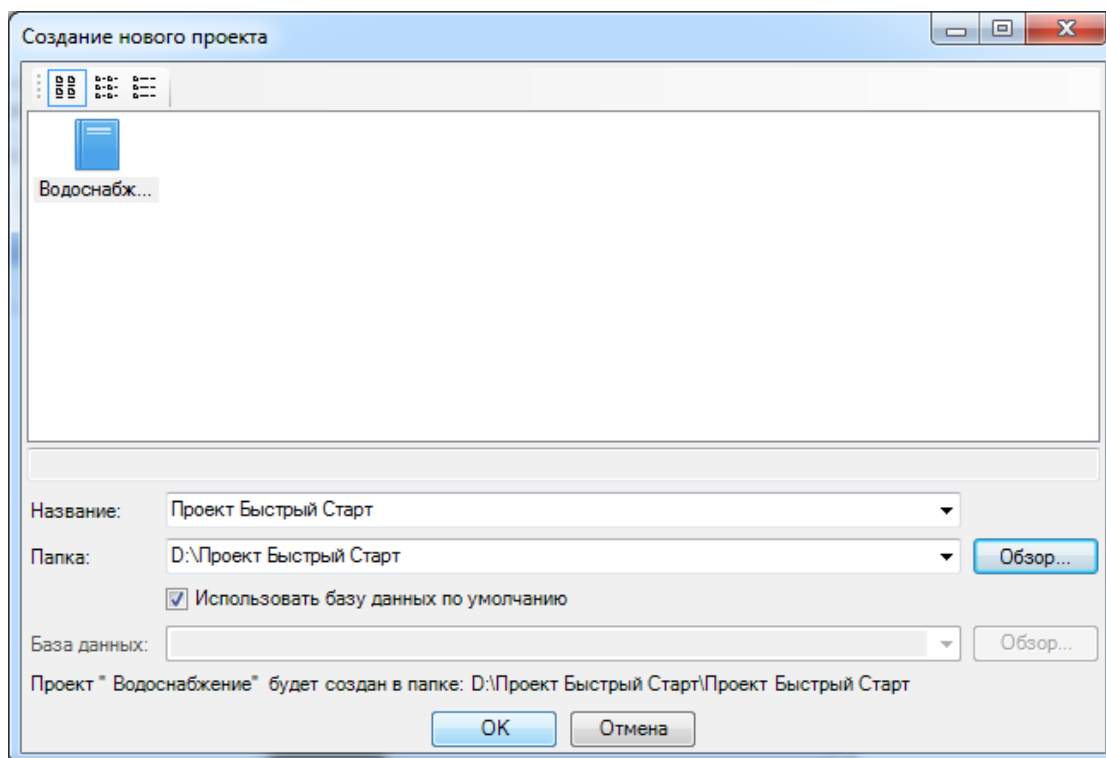 Создание нового проекта
Водоснабж...
Название: Проект Быстрый Старт
Папка: D:\Проект Быстрый Старт Обзор...
Использовать базу данных по умолчанию
База данных: Обзор...
Проект " Водоснабжение" будет создан в папке: D:\Проект Быстрый Старт\Проект Быстрый Старт
OK Отмена